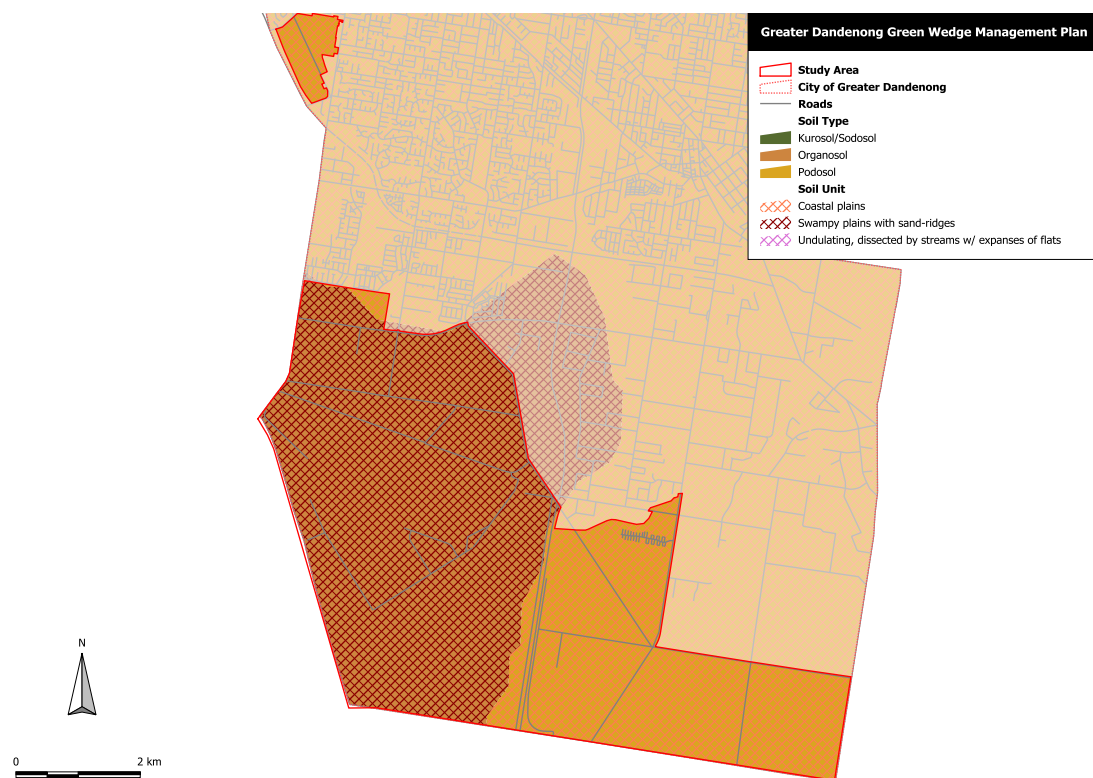 Greater Dandenong Green Wedge Management Plan
Study Area
City of Greater Dandenong
Roads
Soil Type
Kurosol/Sodosol
Organosol
Podosol
Soil Unit
Coastal plains
Swampy plains with sand-ridges
Undulating, dissected by streams w/ expanses of flats
N
0 2 km